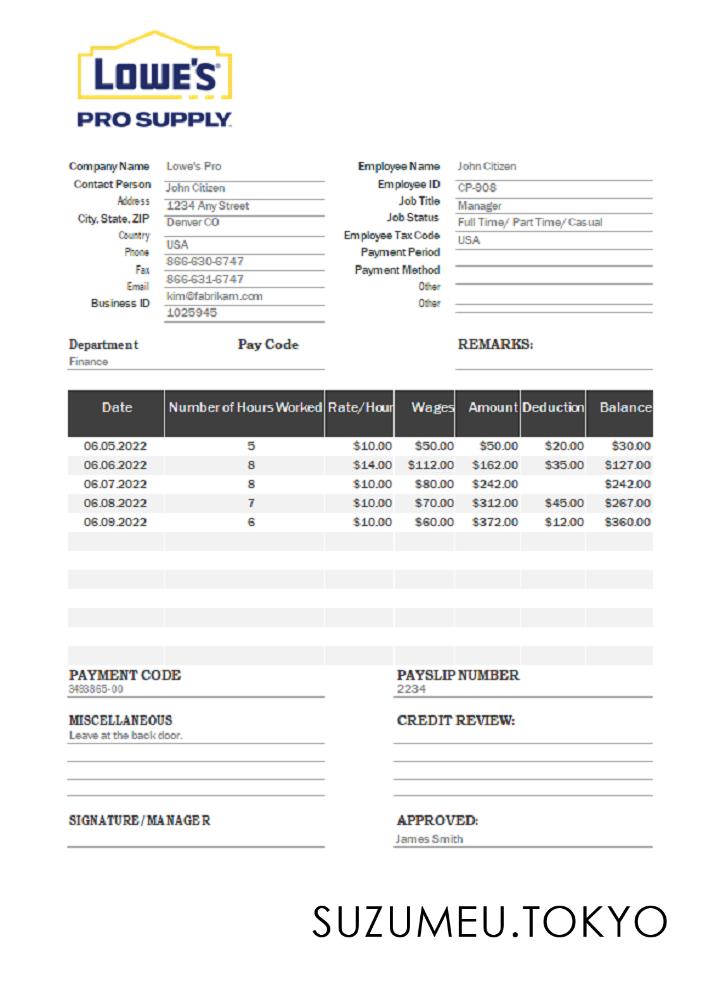 LOWE'S
PRO SUPPLY
Company Name Lowe's Pro Employee Name John Citizen
Contact Person John Citizen Employee ID CP-908
Address 1234 Any Street Job Title Manager
City, State, ZIP Denver CO Job Status Full Time/ Part Time/ Casual
Country USA Employee Tax Code USA
Phone 866-630-6747 Payment Period
Fax 866-631-6747 Payment Method
Email kim@fabrikam.com Other
Business ID 1025945 Other
Department Pay Code REMARKS:
Finance
Date Number of Hours Worked Rate/Hour Wages Amount Deduction Balance
06.05.2022 5 $10.00 $50.00 $50.00 $20.00 $30.00
06.06.2022 8 $14.00 $112.00 $162.00 $35.00 $127.00
06.07.2022 8 $10.00 $80.00 $242.00 $242.00
06.08.2022 7 $10.00 $70.00 $312.00 $45.00 $267.00
06.09.2022 6 $10.00 $60.00 $372.00 $12.00 $360.00
PAYMENT CODE PAYSLIP NUMBER
3493865-00 2234
MISCELLANEOUS CREDIT REVIEW:
Leave at the back door.
SIGNATURE/MANAGER APPROVED:
James Smith
SUZUMEU.TOKYO